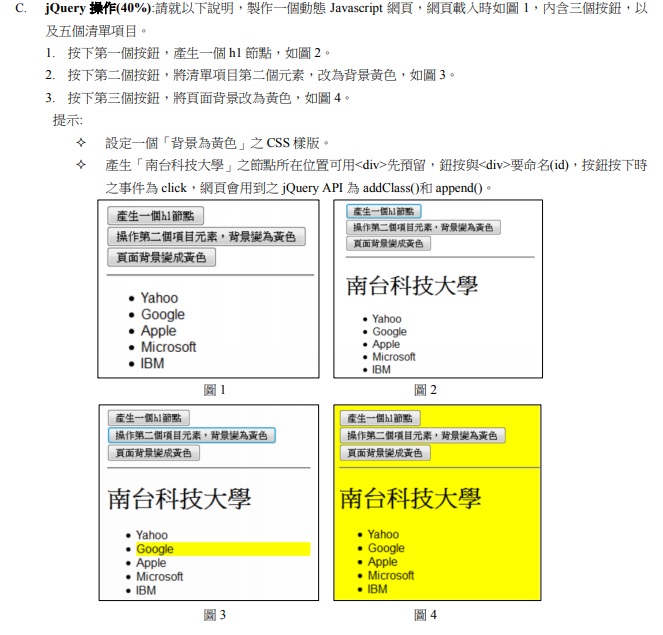 C. jQuery 操作(40%):請就以下說明，製作一個動態 Javascript 網頁，網頁載入時如圖 1，內含三個按鈕，以
及五個清單項目。
1. 按下第一個按鈕，產生一個 h1 節點，如圖 2。
2. 按下第二個按鈕，將清單項目第二個元素，改為背景黃色，如圖 3。
3. 按下第三個按鈕，將頁面背景改為黃色，如圖 4。
提示:
✧ 設定一個「背景為黃色」之 CSS 樣版。
✧ 產生「南台科技大學」之節點所在位置可用<div>先預留，鈕按與<div>要命名(id)，按鈕按下時
之事件為 click，網頁會用到之 jQuery API 為 addClass()和 append()。
產生一個h1節點
操作第二個項目元素，背景變為黃色
頁面背景變成黃色
• Yahoo
• Google
• Apple
• Microsoft
• IBM
圖 1
產生一個h1節點
操作第二個項目元素，背景變為黃色
頁面背景變成黃色
南台科技大學
• Yahoo
• Google
• Apple
• Microsoft
• IBM
圖 2
產生一個h1節點
操作第二個項目元素，背景變為黃色
頁面背景變成黃色
南台科技大學
• Yahoo
• Google
• Apple
• Microsoft
• IBM
圖 3
產生一個h1節點
操作第二個項目元素，背景變為黃色
頁面背景變成黃色
南台科技大學
• Yahoo
• Google
• Apple
• Microsoft
• IBM
圖 4